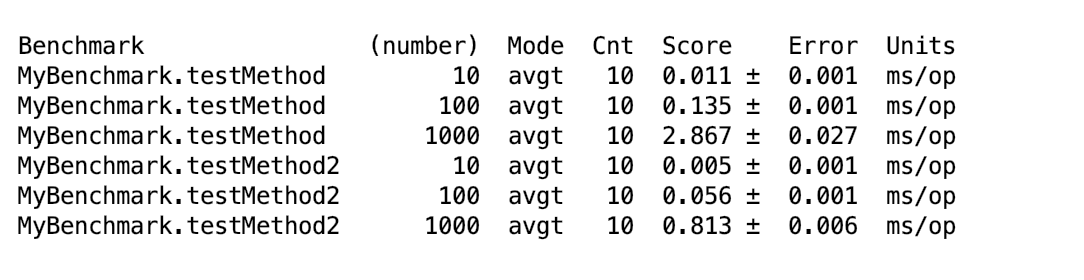 Benchmark (number) Mode Cnt Score Error Units
MyBenchmark.testMethod 10 avgt 10 0.011 ± 0.001 ms/op
MyBenchmark.testMethod 100 avgt 10 0.135 ± 0.001 ms/op
MyBenchmark.testMethod 1000 avgt 10 2.867 ± 0.027 ms/op
MyBenchmark.testMethod2 10 avgt 10 0.005 ± 0.001 ms/op
MyBenchmark.testMethod2 100 avgt 10 0.056 ± 0.001 ms/op
MyBenchmark.testMethod2 1000 avgt 10 0.813 ± 0.006 ms/op